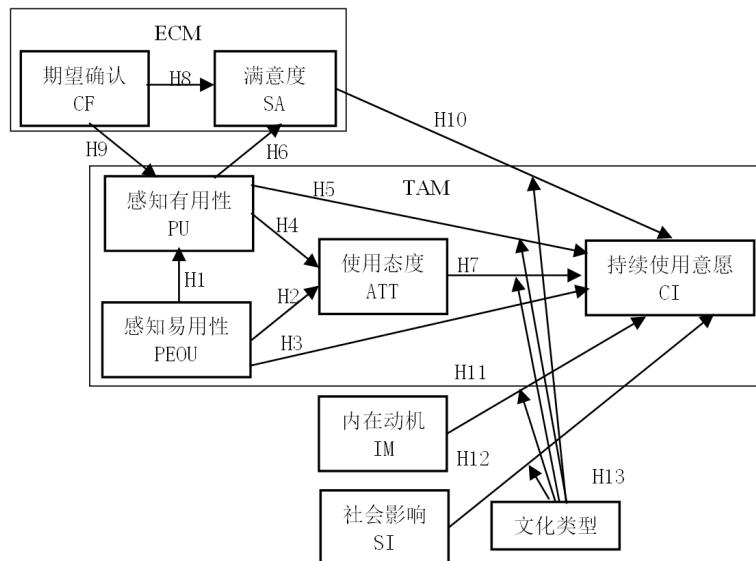 ECM
期望确认
CF
H8
满意度
SA
H10
H9
H6
TAM
感知有用性
PU
H5
H4
使用态度
ATT
H7
持续使用意愿
CI
H1
H2
感知易用性
PEOU
H3
H11
内在动机
IM
H12
H13
社会影响
SI
文化类型